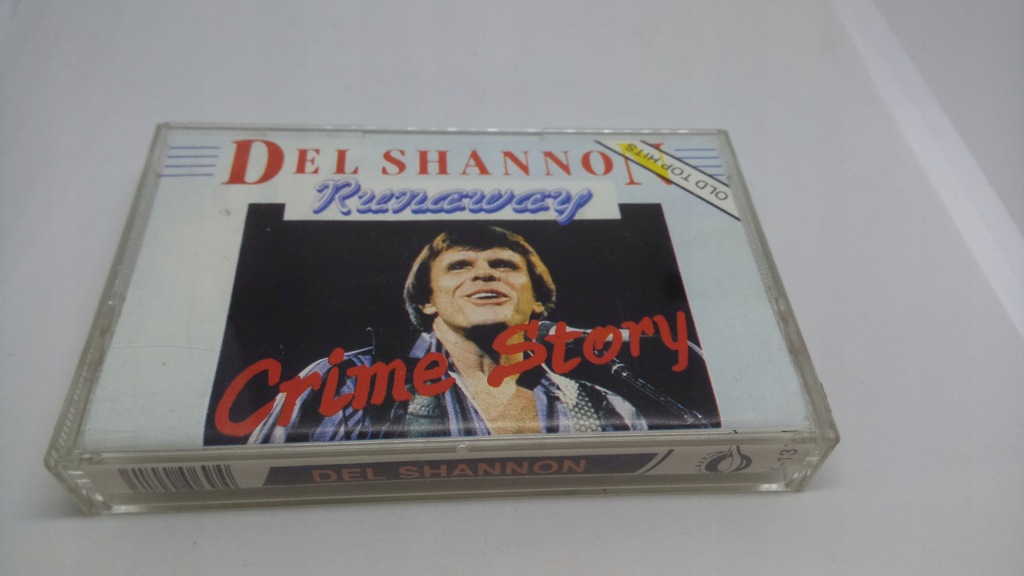 DEL SHANNON
Runaway
OLD TOP HITS
Crime Story
DEL SHANNON